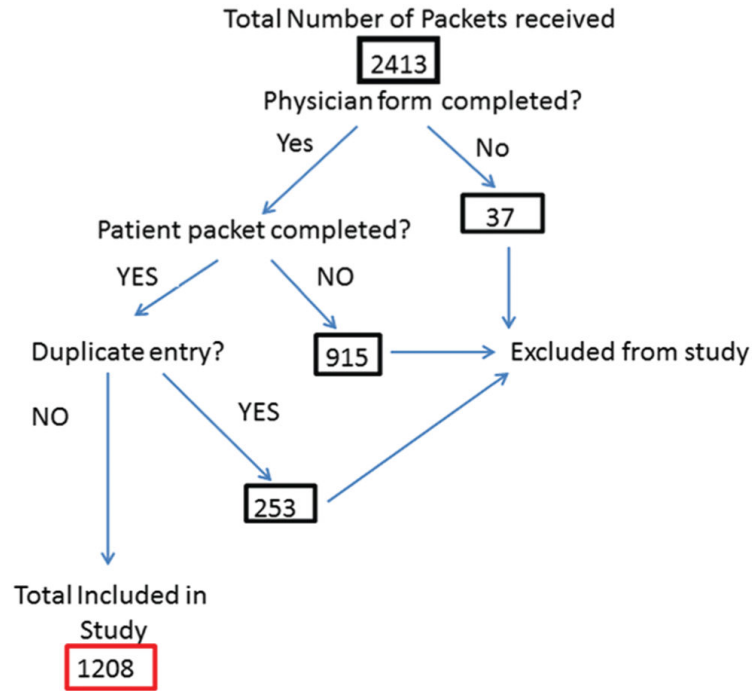 Total Number of Packets received
2413
Physician form completed?
Yes
No
37
Patient packet completed?
YES
NO
915
Excluded from study
Duplicate entry?
NO
YES
253
Total Included in
Study
1208